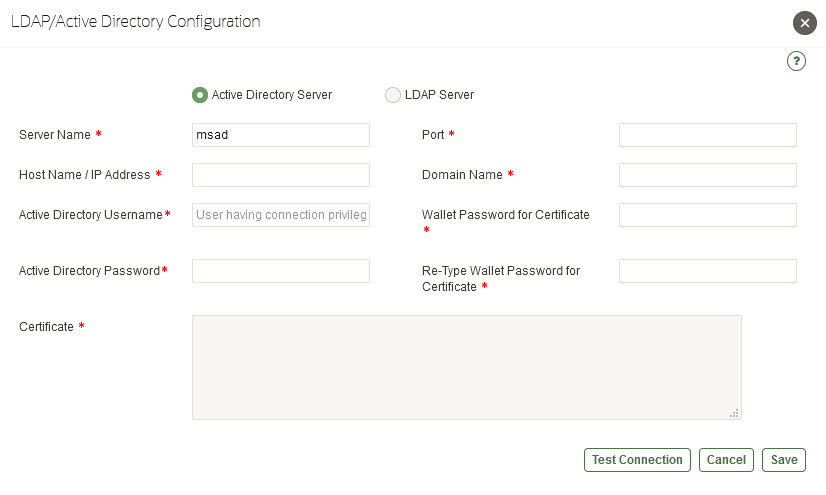 LDAP/Active Directory Configuration
?
Active Directory Server
LDAP Server
Server Name *
msad
Port *
Host Name / IP Address *
Domain Name *
Active Directory Username*
User having connection privileg
Wallet Password for Certificate
*
Active Directory Password*
Re-Type Wallet Password for
Certificate *
Certificate *
Test Connection
Cancel
Save